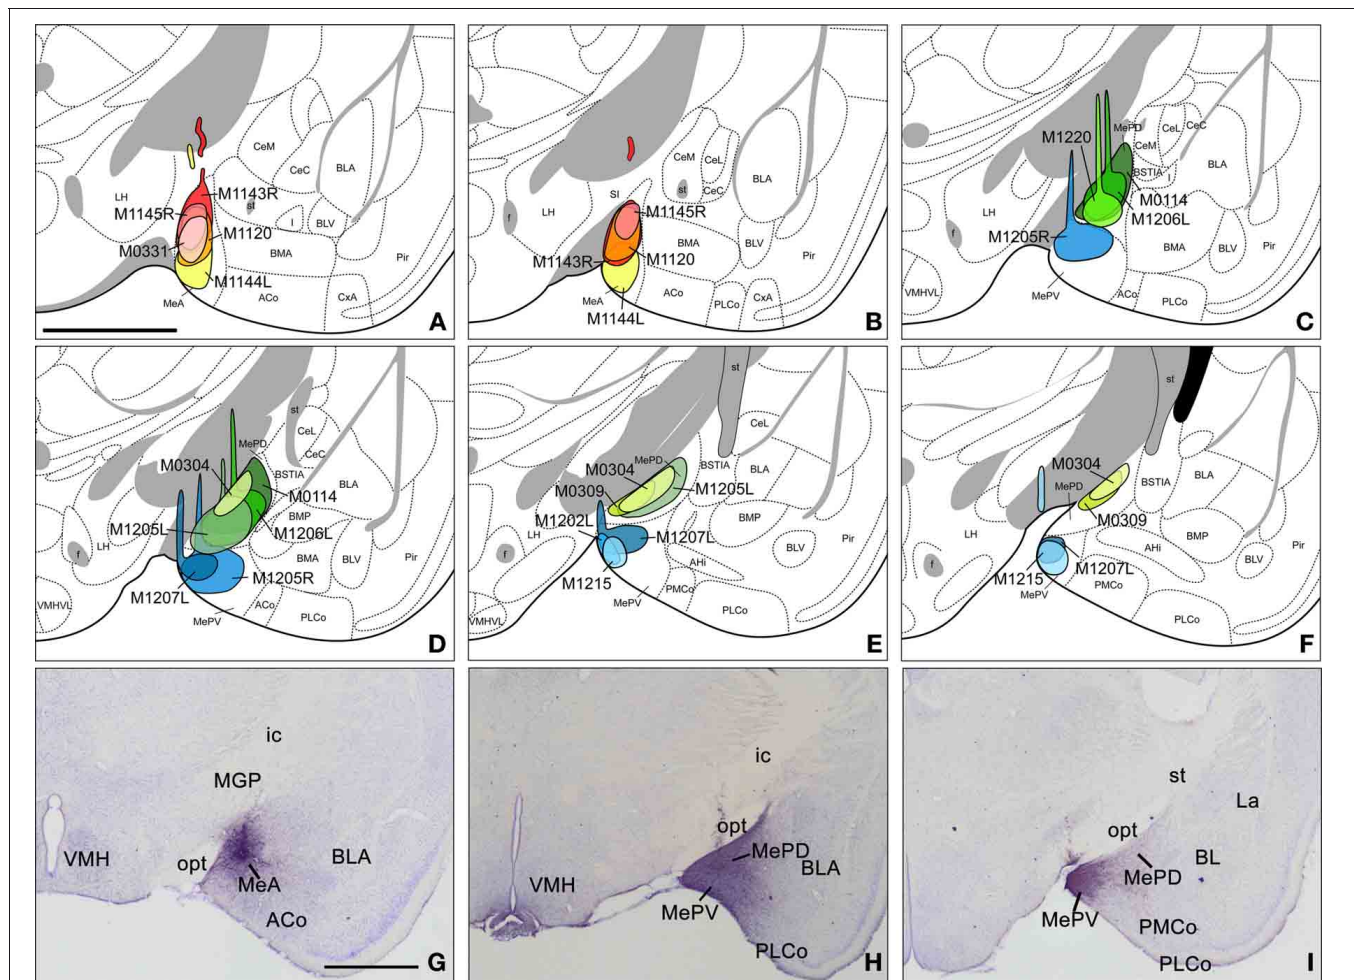 CeM
CeC
BLA
LH
M1143R
st
M1145R
I
BLV
M1120
M0331
BMA
Pir
M1144L
MeA
ACo
CxA
A
CeM
CeL
BLA
st
CeC
SI
LH
f
M1145R
BMA
BLV
M1143R
M1120
Pir
MeA
ACo
PLCo
CxA
M1144L
B
MePD
CeL
CeC
M1220
CeM
BLA
BSTIA
I
LH
M0114
M1206L
f
M1205R
BMA
BLV
Pir
VMHVL
MePV
ACo
PLCo
C
st
CeL
MePD
CeC
M0304
BSTIA
BLA
M0114
BMP
M1205L
M1206L
LH
f
BMA
BLV
Pir
M1205R
M1207L
VMHVL
ACo
PLCo
MePV
D
st
CeL
MePD
BSTIA
BLA
M0304
M1205L
M0309
BMP
M1202L
LH
M1207L
Pir
BLV
f
AHi
M1215
PMCo
VMHVL
MePV
PLCo
E
st
M0304
BLA
MePD
BSTIA
M0309
LH
BMP
Pir
AHi
f
BLV
M1215
M1207L
PMCo
MePV
PLCo
F
ic
MGP
VMH
opt
BLA
MeA
ACo
G
ic
opt
MePD
BLA
VMH
MePV
PLCo
H
st
La
opt
BL
MePD
MePV
PMCo
PLCo
I